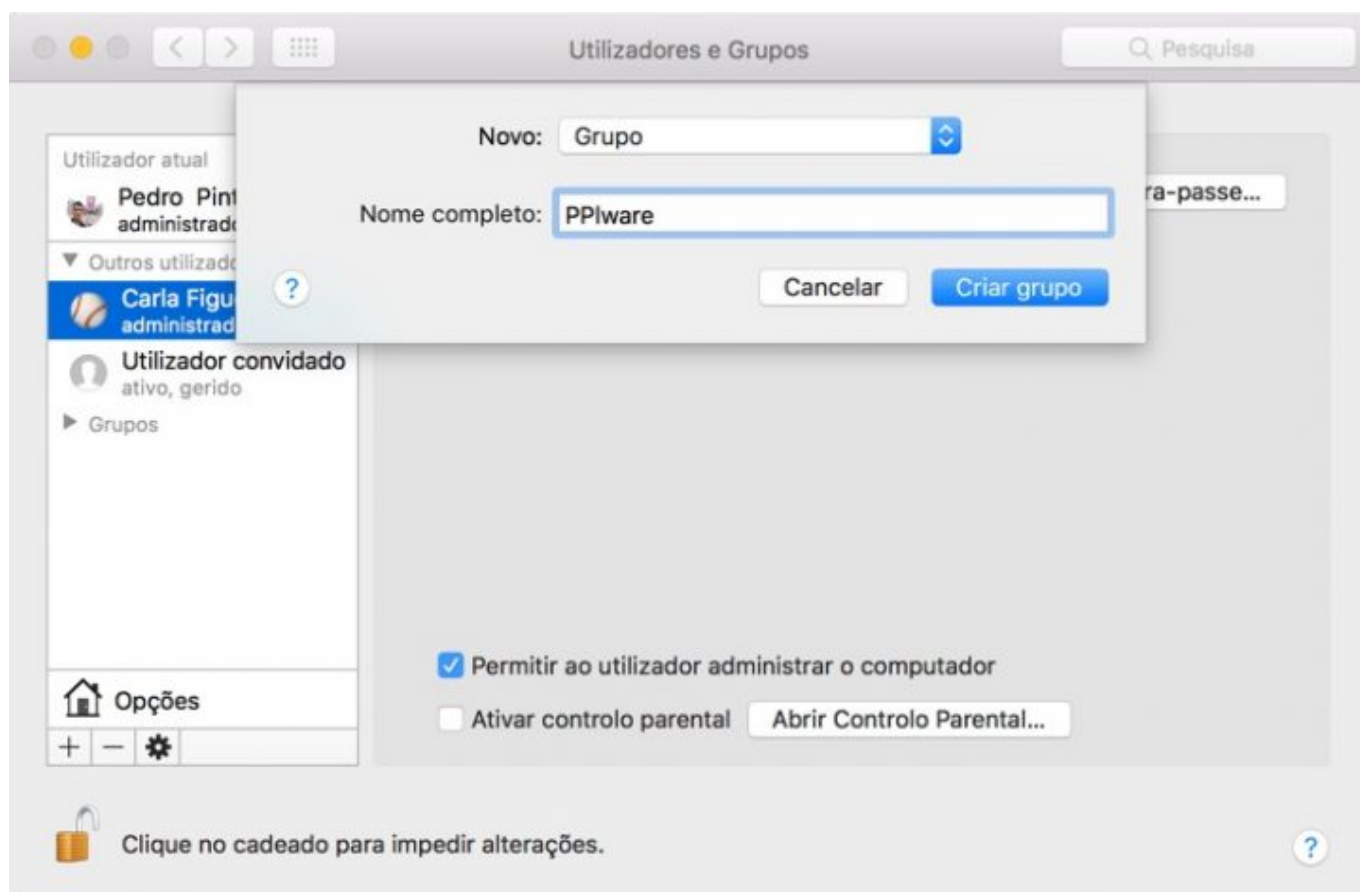 Utilizadores e Grupos
Pesquisa
Novo: Grupo
Nome completo: PPlware
Cancelar
Criar grupo
ra-passe...
Utilizador atual
Pedro Pint
administrado
Outros utilizado
Carla Figu
administrad
Utilizador convidado
ativo, gerido
Grupos
Opções
Permitir ao utilizador administrar o computador
Ativar controlo parental
Abrir Controlo Parental...
Clique no cadeado para impedir alterações.